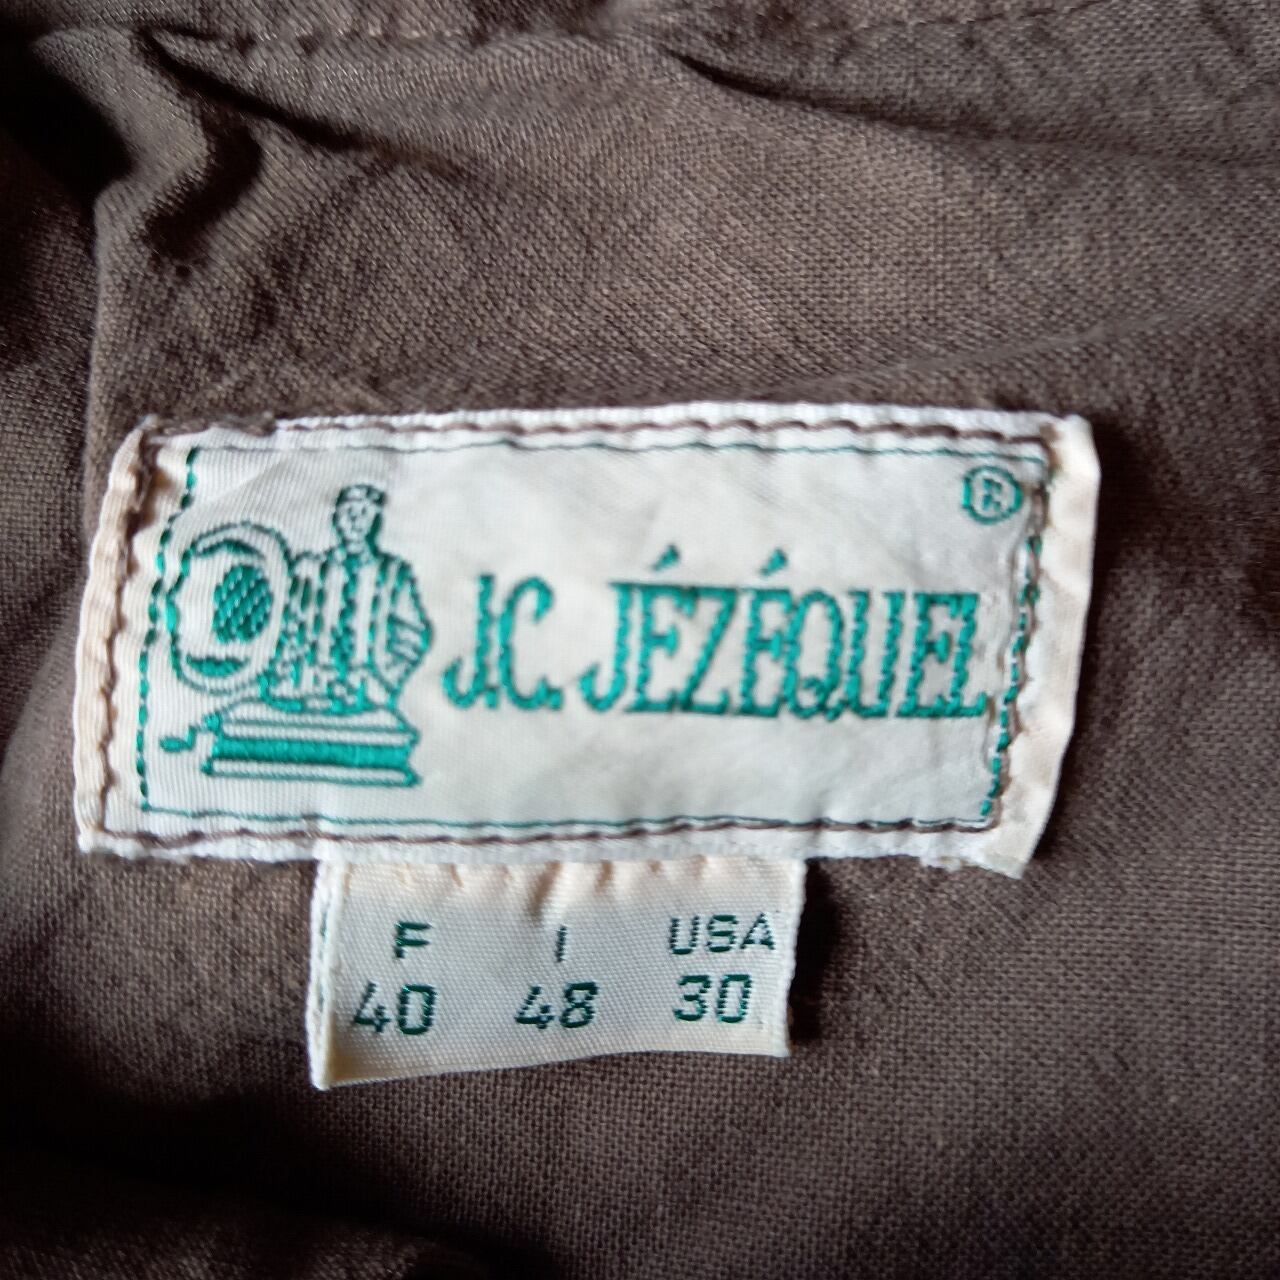 ®
J.C. JÉZÉQUEL
F I USA
40 48 30